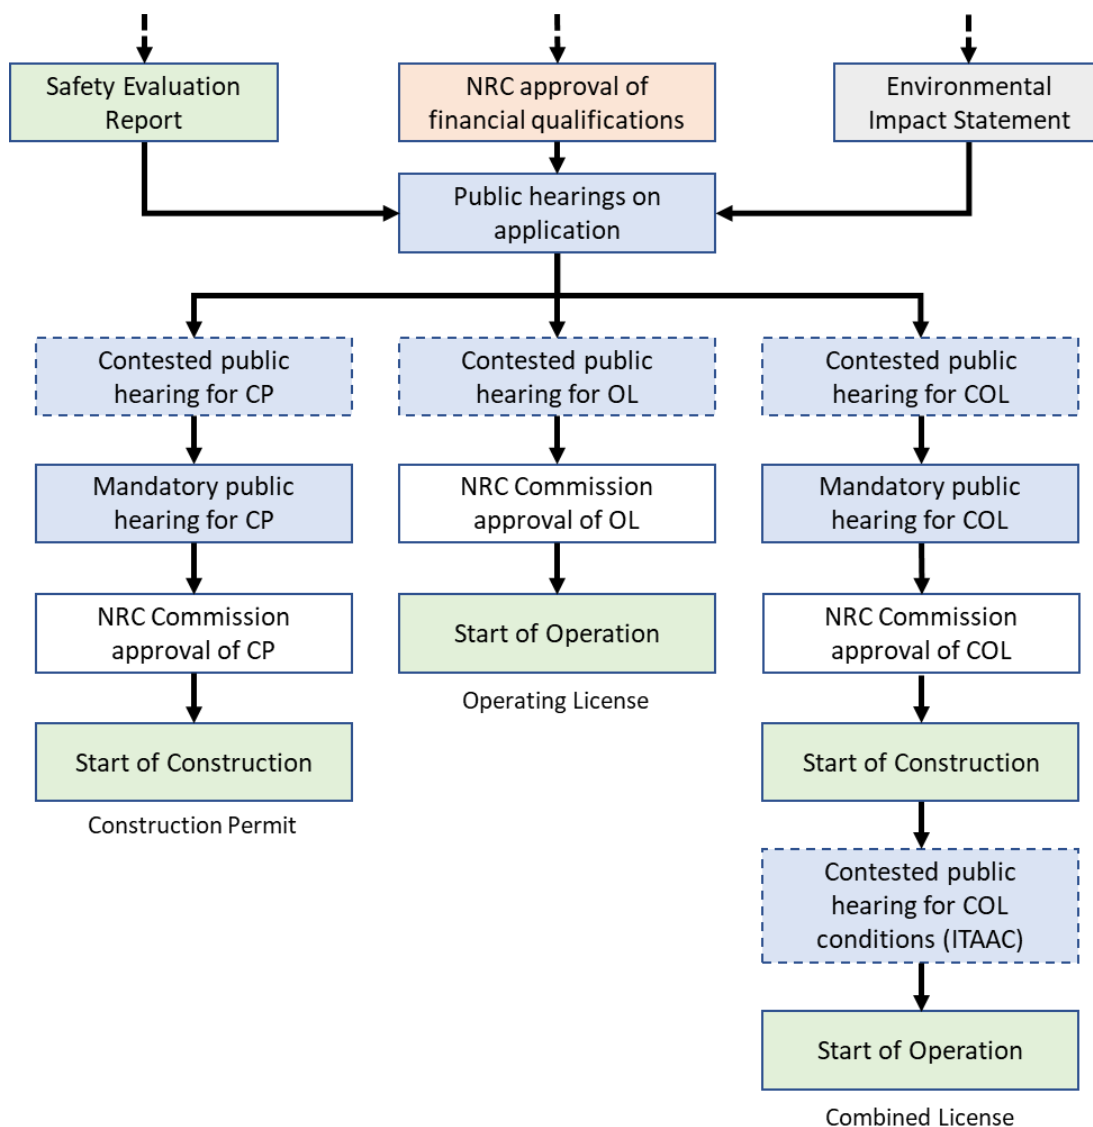 Safety Evaluation
Report
NRC approval of
financial qualifications
Environmental
Impact Statement
Public hearings on
application
Contested public
hearing for CP
Contested public
hearing for OL
Contested public
hearing for COL
Mandatory public
hearing for CP
NRC Commission
approval of OL
Mandatory public
hearing for COL
NRC Commission
approval of CP
Start of Operation
NRC Commission
approval of COL
Operating License
Start of Construction
Start of Construction
Construction Permit
Contested public
hearing for COL
conditions (ITAAC)
Start of Operation
Combined License